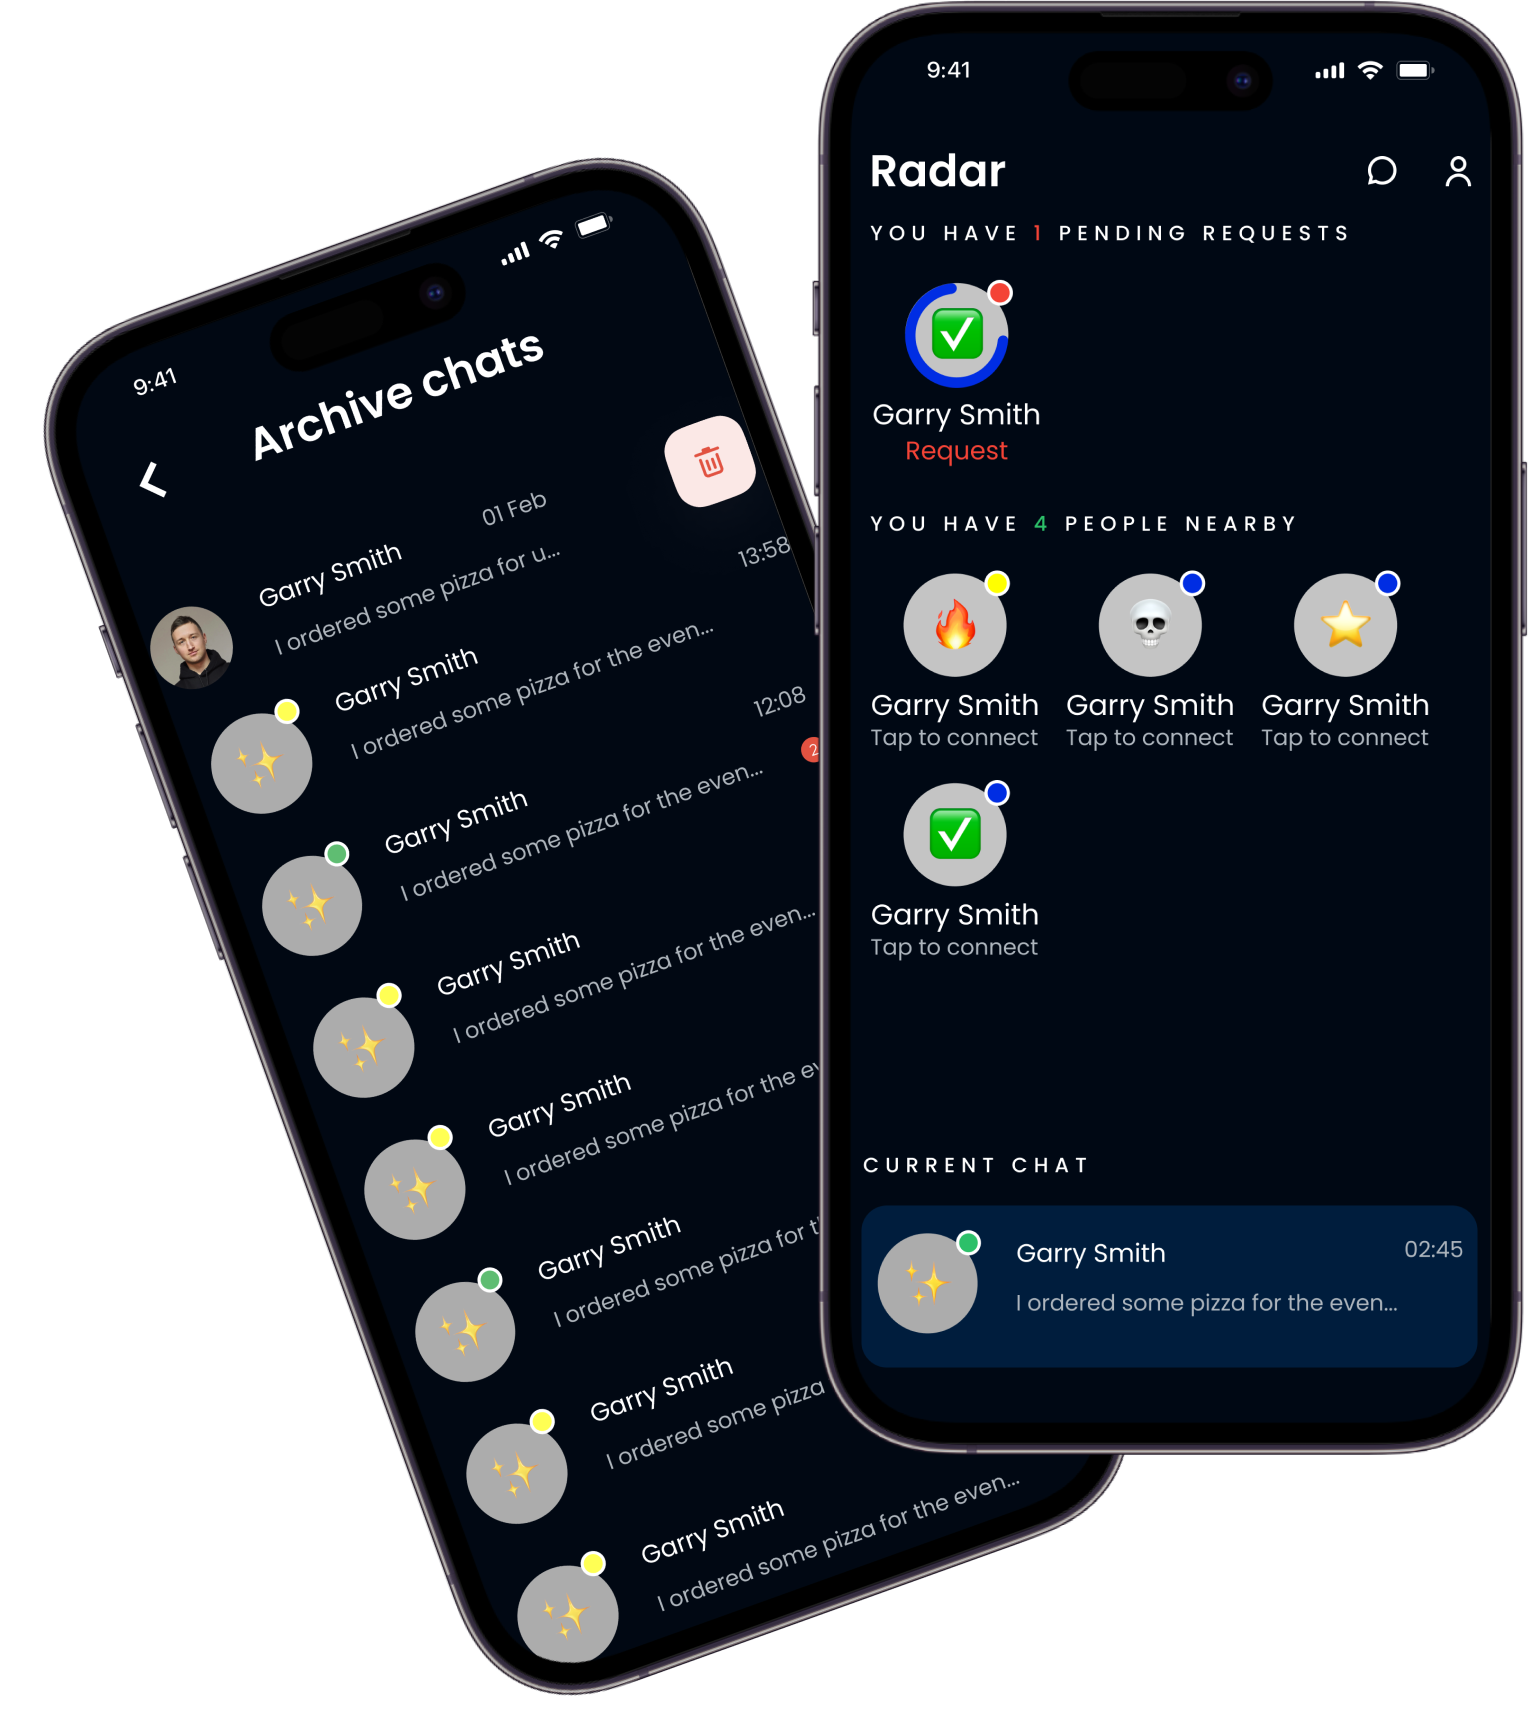 9:41
Archive chats
01 Feb
Garry Smith
I ordered some pizza for u...
13:58
Garry Smith
I ordered some pizza for the even...
12:08
Garry Smith
2
I ordered some pizza for the even...
Garry Smith
I ordered some pizza for the even...
Garry Smith
I ordered some pizza for the ev
Garry Smith
I ordered some pizza for t
Garry Smith
I ordered some pizza
Garry Smith
I ordered some pizza for the even...
9:41
Radar
YOU HAVE 1 PENDING REQUESTS
Garry Smith
Request
YOU HAVE 4 PEOPLE NEARBY
Garry Smith Garry Smith Garry Smith
Tap to connect Tap to connect Tap to connect
Garry Smith
Tap to connect
CURRENT CHAT
Garry Smith 02:45
I ordered some pizza for the even...